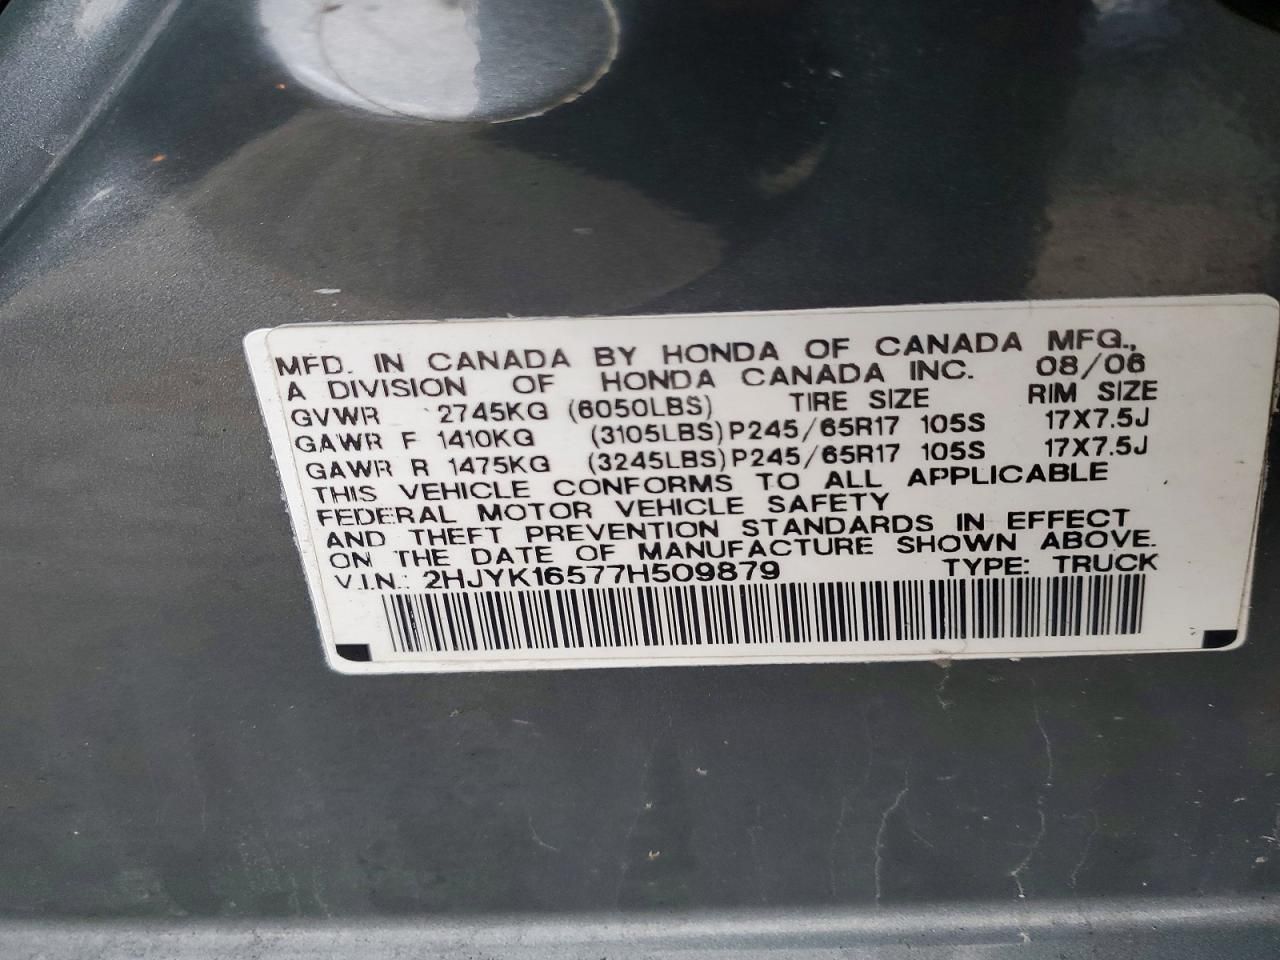 MFD. IN CANADA BY HONDA OF CANADA MFG.,
A DIVISION OF HONDA CANADA INC. 08/06
GVWR 2745KG (6050LBS) TIRE SIZE RIM SIZE
GAWR F 1410KG (3105LBS) P245/65R17 105S 17X7.5J
GAWR R 1475KG (3245LBS) P245/65R17 105S 17X7.5J
THIS VEHICLE CONFORMS TO ALL APPLICABLE
FEDERAL MOTOR VEHICLE SAFETY
AND THEFT PREVENTION STANDARDS IN EFFECT
ON THE DATE OF MANUFACTURE SHOWN ABOVE.
V.I.N.: 2HJYK16577H509879 TYPE: TRUCK